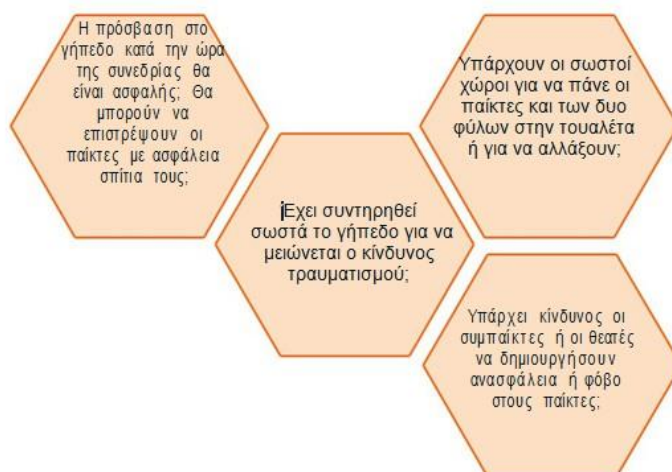 Η πρόσβαση στο
γήπεδο κατά την ώρα
της συνεδρίας θα
είναι ασφαλής; Θα
μπορούν να
επιστρέψουν οι
παίκτες με ασφάλεια
σπίτια τους;
Υπάρχουν οι σωστοί
χώροι για να πάνε οι
παίκτες και των δυο
φύλων στην τουαλέτα
ή για να αλλάξουν;
įΕχει συντηρηθεί
σωστά το γήπεδο για να
μειώνεται ο κίνδυνος
τραυματισμού;
Υπάρχει κίνδυνος οι
συμπαίκτες ή οι θεατές
να δημιουργήσουν
ανασφάλεια ή φόβο
στους παίκτες;